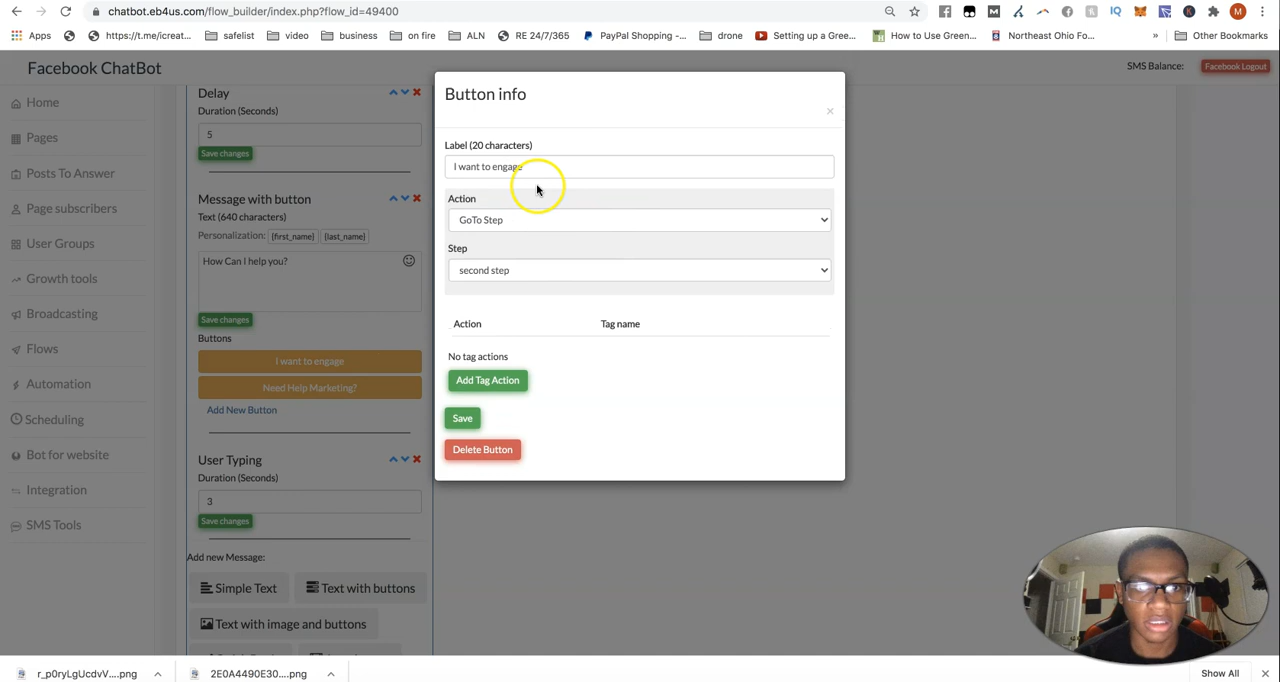 chatbot.eb4us.com/flow_builder/index.php?flow_id=49400
Apps
https://t.me/icreat...
safelist
video
business
on fire
ALN
RE 24/7/365
PayPal Shopping -...
drone
Setting up a Gree...
How to Use Green...
Northeast Ohio Fo...
»
Other Bookmarks
Facebook ChatBot
SMS Balance:
Facebook Logout
Home
Pages
Posts To Answer
Page subscribers
User Groups
Growth tools
Broadcasting
Flows
Automation
Scheduling
Bot for website
Integration
SMS Tools
Delay
Duration (Seconds)
5
Save changes
Message with button
Text (640 characters)
Personalization: {first_name} {last_name}
How Can I help you?
Save changes
Buttons
I want to engage
Need Help Marketing?
Add New Button
User Typing
Duration (Seconds)
3
Save changes
Add new Message:
Simple Text
Text with buttons
Text with image and buttons
Button info
×
Label (20 characters)
I want to engage
Action
GoTo Step
Step
second step
Action Tag name
No tag actions
Add Tag Action
Save
Delete Button
r_p0ryLgUcdvV....png
2E0A4490E30....png
Show All